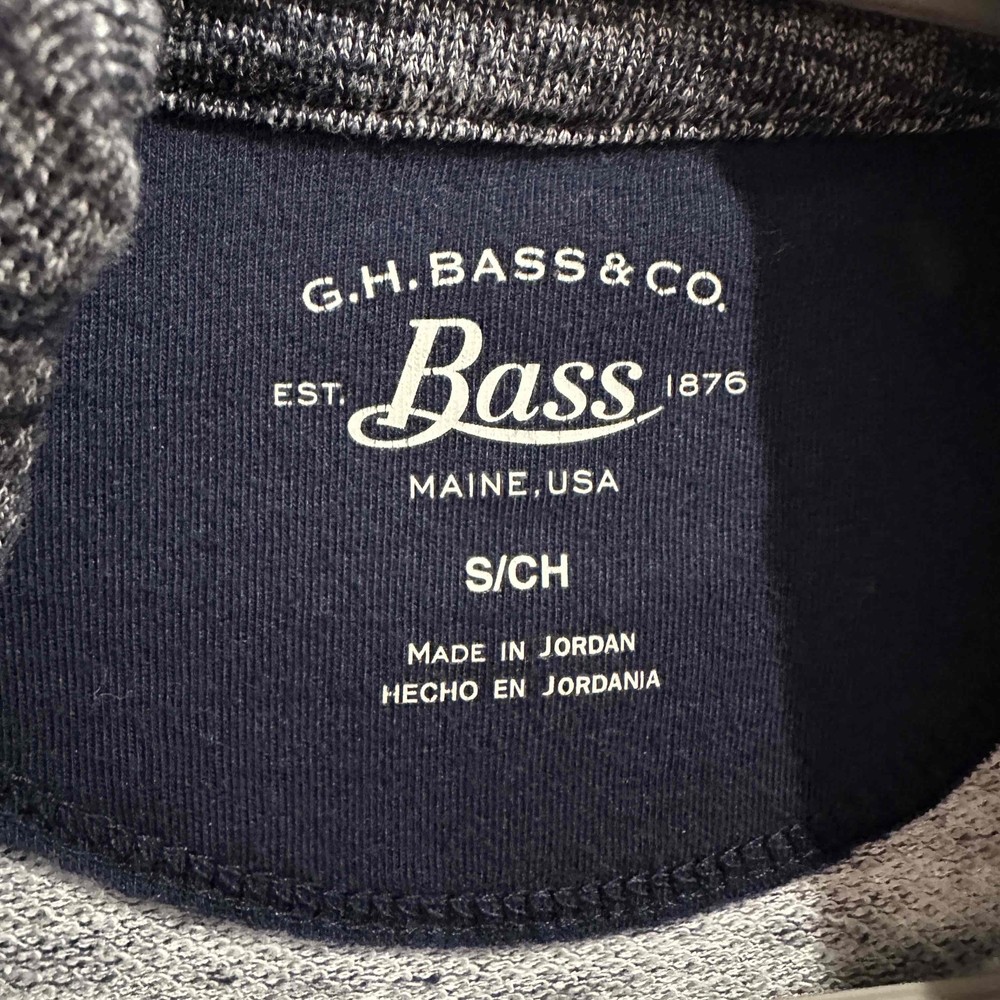 G.H. BASS & CO.
EST. Bass 1876
MAINE, USA
S/CH
MADE IN JORDAN
HECHO EN JORDANIA